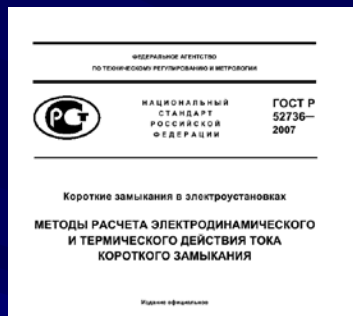 ФЕДЕРАЛЬНОЕ АГЕНТСТВО
ПО ТЕХНИЧЕСКОМУ РЕГУЛИРОВАНИЮ И МЕТРОЛОГИИ
РСТ
НАЦИОНАЛЬНЫЙ
СТАНДАРТ
РОССИЙСКОЙ
ФЕДЕРАЦИИ
ГОСТ Р
52736—
2007
Короткие замыкания в электроустановках
МЕТОДЫ РАСЧЕТА ЭЛЕКТРОДИНАМИЧЕСКОГО
И ТЕРМИЧЕСКОГО ДЕЙСТВИЯ ТОКА
КОРОТКОГО ЗАМЫКАНИЯ
Издание официальное